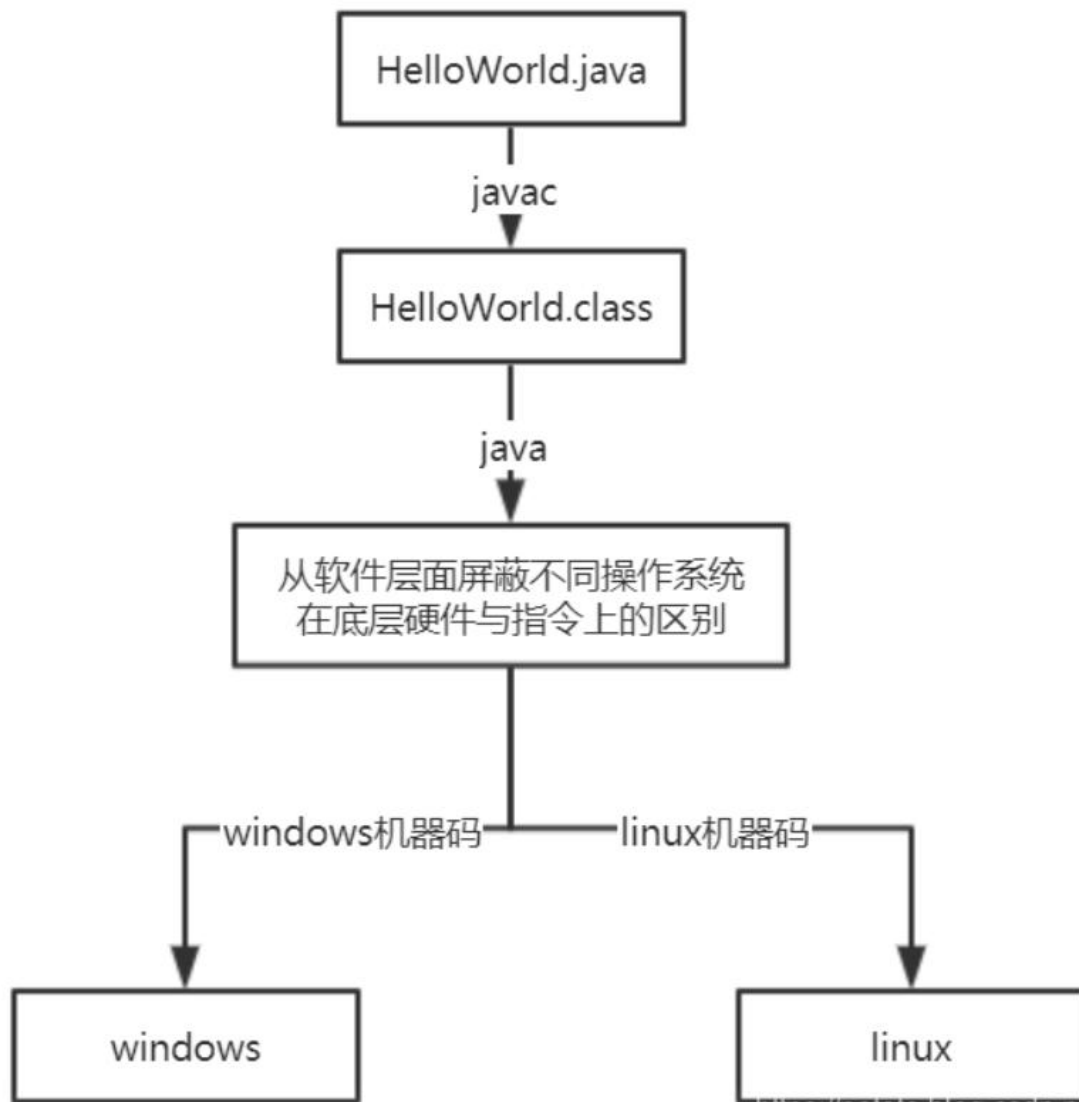 HelloWorld.java
javac
HelloWorld.class
java
从软件层面屏蔽不同操作系统
在底层硬件与指令上的区别
windows机器码
linux机器码
windows
linux